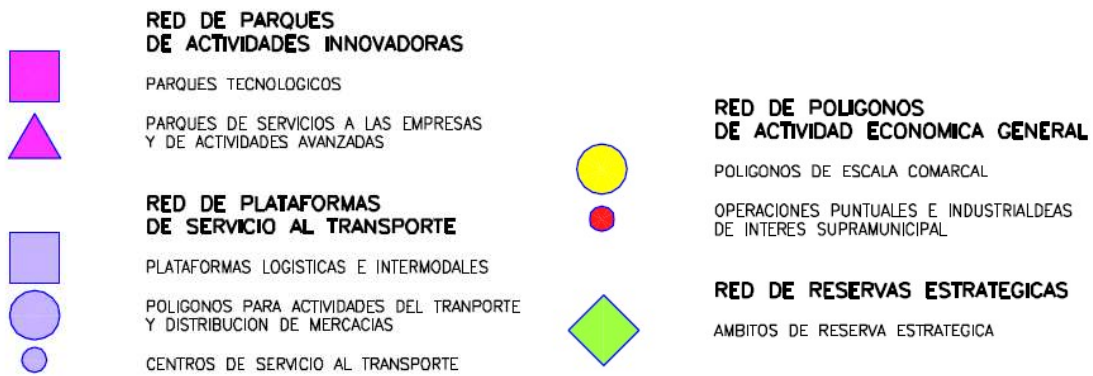 RED DE PARQUES
DE ACTIVIDADES INNOVADORAS
PARQUES TECNOLOGICOS
PARQUES DE SERVICIOS A LAS EMPRESAS
Y DE ACTIVIDADES AVANZADAS
RED DE PLATAFORMAS
DE SERVICIO AL TRANSPORTE
PLATAFORMAS LOGISTICAS E INTERMODALES
POLIGONOS PARA ACTIVIDADES DEL TRANPORTE
Y DISTRIBUCION DE MERCACIAS
CENTROS DE SERVICIO AL TRANSPORTE
RED DE POLIGONOS
DE ACTIVIDAD ECONOMICA GENERAL
POLIGONOS DE ESCALA COMARCAL
OPERACIONES PUNTUALES E INDUSTRIALDEAS
DE INTERES SUPRAMUNICIPAL
RED DE RESERVAS ESTRATEGICAS
AMBITOS DE RESERVA ESTRATEGICA